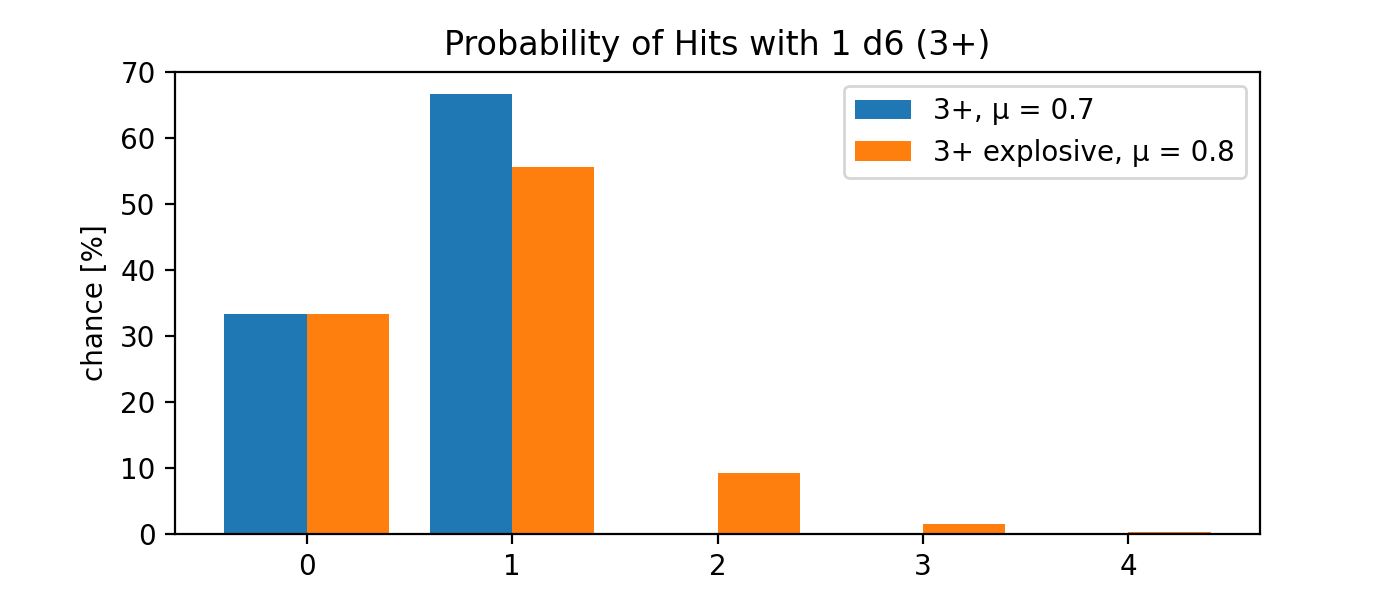 Probability of Hits with 1 d6 (3+)
3+, μ = 0.7
3+ explosive, μ = 0.8
chance [%]
70
60
50
40
30
20
10
0
0 1 2 3 4